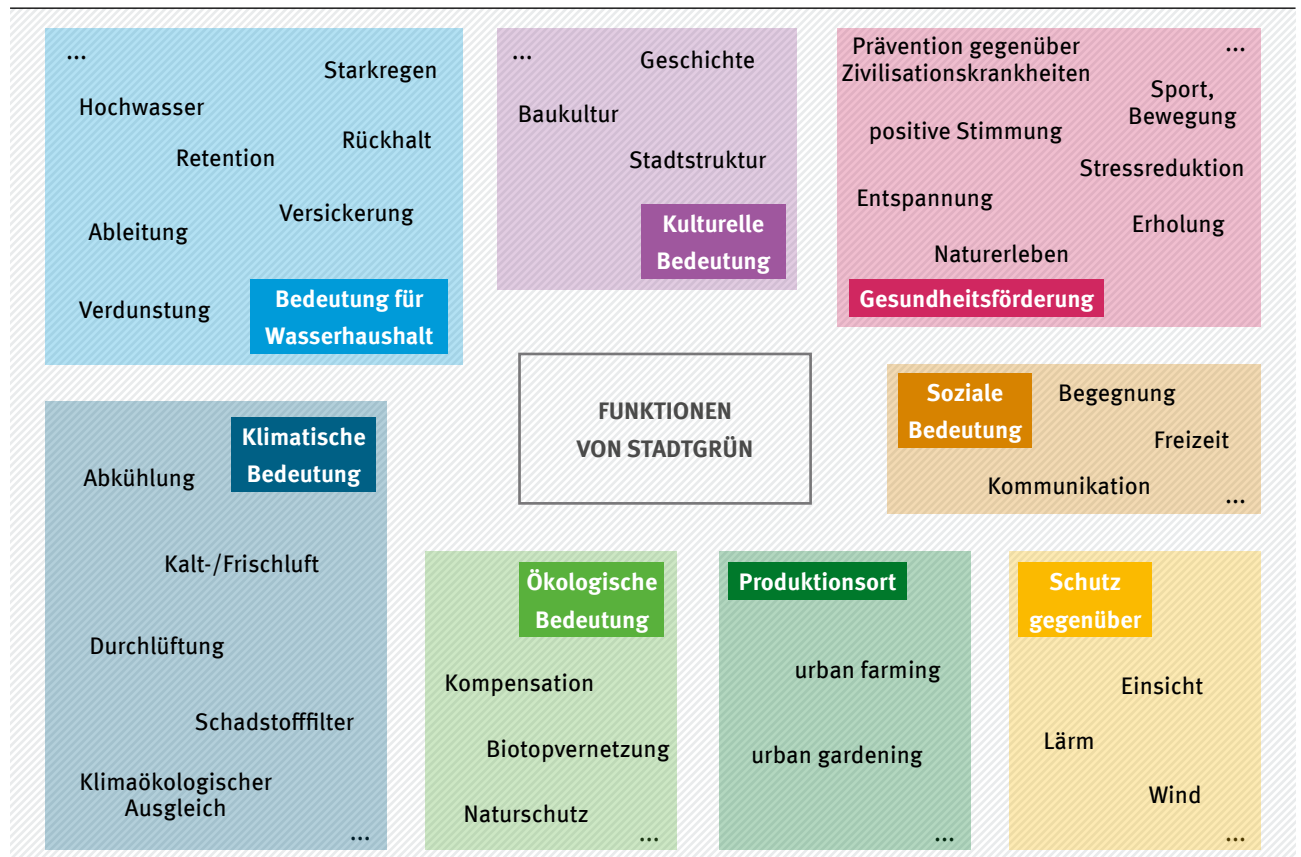 ...
Starkregen
Hochwasser
Rückhalt
Retention
Versickerung
Ableitung
Verdunstung
Bedeutung für
Wasserhaushalt
...
Geschichte
Baukultur
Stadtstruktur
Kulturelle
Bedeutung
Prävention gegenüber
Zivilisationskrankheiten
...
Sport,
Bewegung
positive Stimmung
Stressreduktion
Entspannung
Erholung
Naturerleben
Gesundheitsförderung
FUNKTIONEN
VON STADTGRÜN
Soziale
Bedeutung
Begegnung
Freizeit
Kommunikation
...
Klimatische
Bedeutung
Abkühlung
Kalt-/Frischluft
Durchlüftung
Schadstofffilter
Klimaökologischer
Ausgleich
...
Ökologische
Bedeutung
Kompensation
Biotopvernetzung
Naturschutz
...
Produktionsort
urban farming
urban gardening
...
Schutz
gegenüber
Einsicht
Lärm
Wind
...